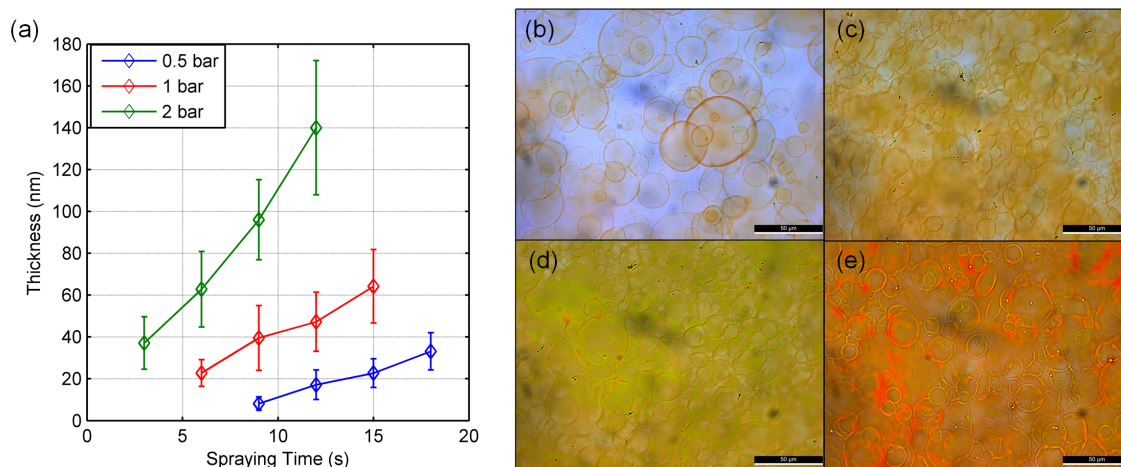 (a)
180
160
140
120
100
80
60
40
20
0
Thickness (nm)
0.5 bar
1 bar
2 bar
0 5 10 15 20
Spraying Time (s)
(b)
50 µm
(c)
50 µm
(d)
50 µm
(e)
50 µm